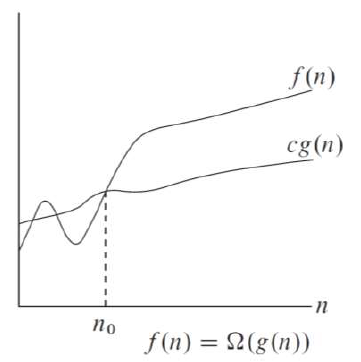 f(n)
cg(n)
n
n₀
f(n) = Ω(g(n))